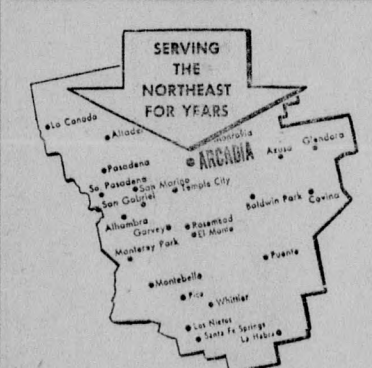 SERVING
THE
NORTHEAST
FOR YEARS
La Canada
Altaden
Monrovia
Glendora
ARCADIA
Azusa
Pasadena
So. Pasadena
San Marino
Temple City
San Gabriel
Baldwin Park
Covina
Alhambra
Garvey
Rosemead
El Monte
Monterey Park
Puente
Montebello
Pico
Whittier
Los Nietos
Santa Fe Springs
La Habra